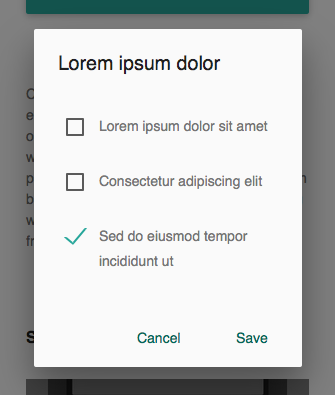 Lorem ipsum dolor
Lorem ipsum dolor sit amet
Consectetur adipiscing elit
Sed do eiusmod tempor
incididunt ut
Cancel
Save